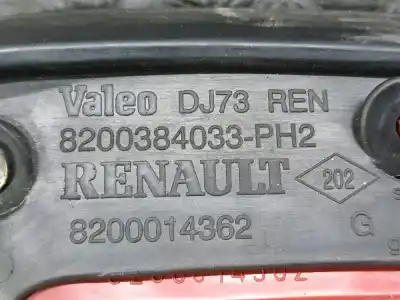 Valeo DJ73 REN
8200384033-PH2
RENAULT 202
8200014362 G